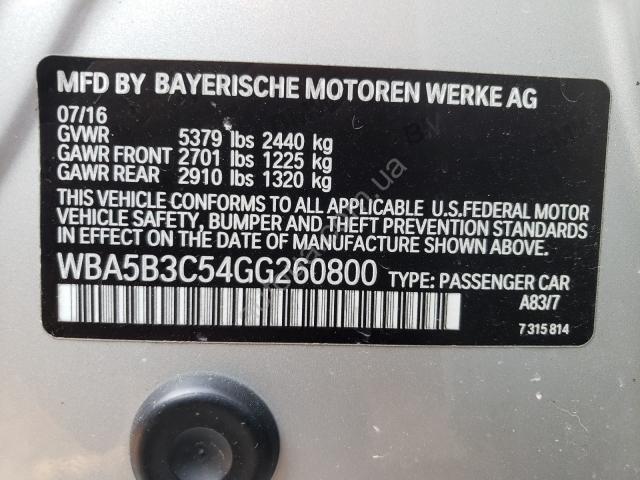 MFD BY BAYERISCHE MOTOREN WERKE AG
07/16
GVWR 5379 lbs 2440 kg
GAWR FRONT 2701 lbs 1225 kg
GAWR REAR 2910 lbs 1320 kg
THIS VEHICLE CONFORMS TO ALL APPLICABLE U.S.FEDERAL MOTOR
VEHICLE SAFETY, BUMPER AND THEFT PREVENTION STANDARDS
IN EFFECT ON THE DATE OF MANUFACTURE SHOWN ABOVE.
WBA5B3C54GG260800 TYPE: PASSENGER CAR
A83/7
7 315 814